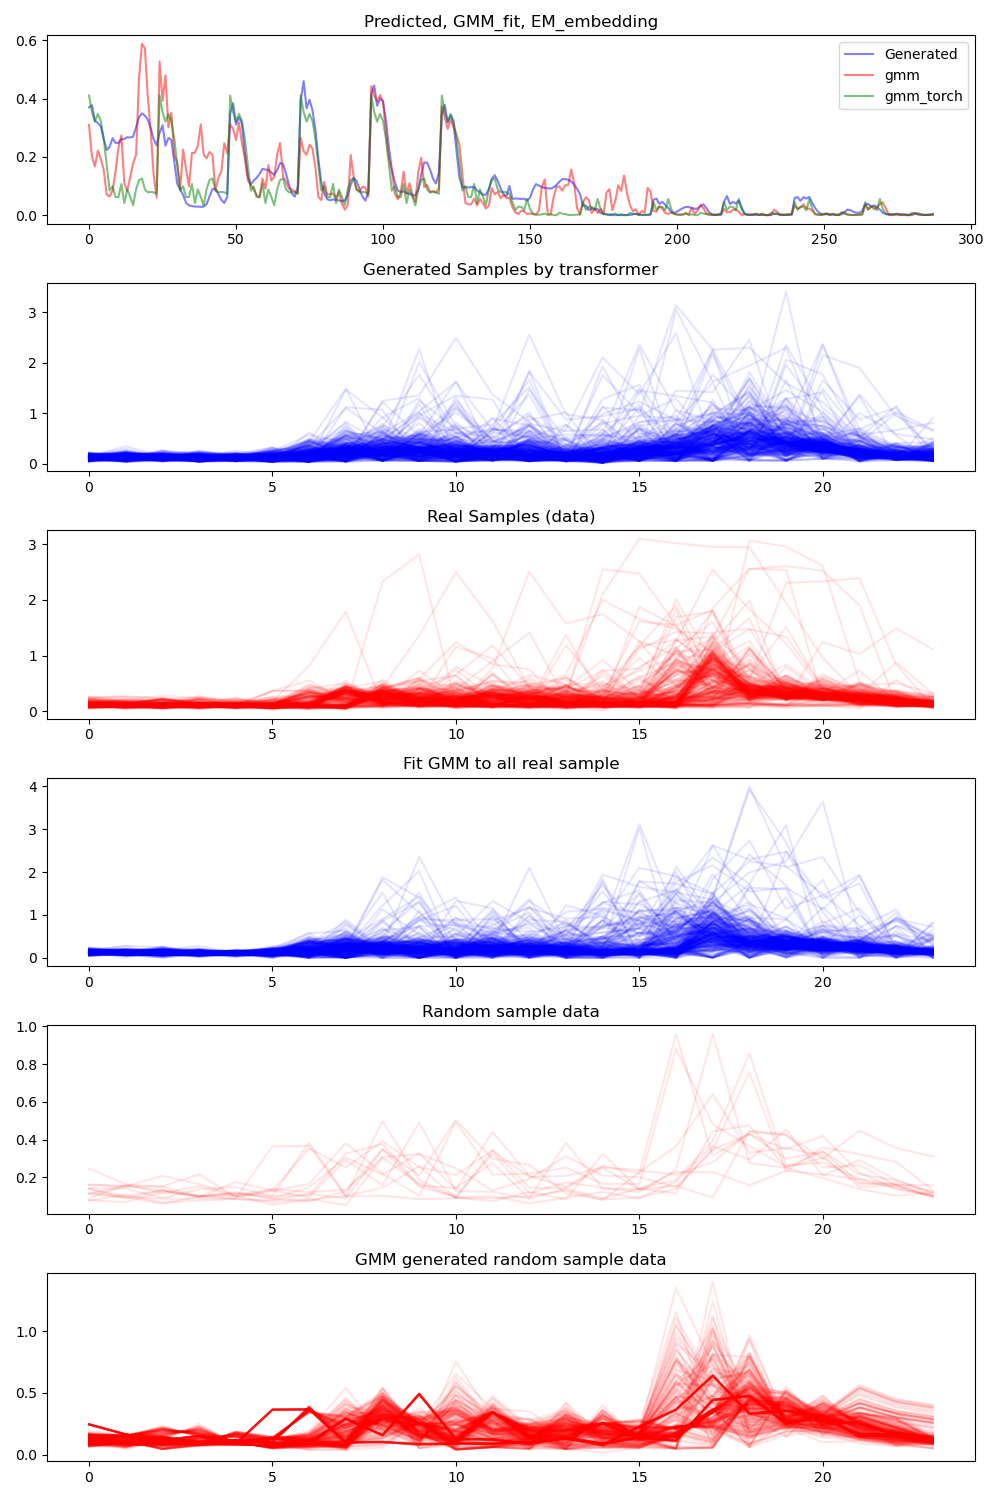 Predicted, GMM_fit, EM_embedding
0.6
0.4
0.2
0.0
Generated
gmm
gmm_torch
0 50 100 150 200 250 300
Generated Samples by transformer
3
2
1
0
0 5 10 15 20
Real Samples (data)
3
2
1
0
0 5 10 15 20
Fit GMM to all real sample
4
3
2
1
0
0 5 10 15 20
Random sample data
1.0
0.8
0.6
0.4
0.2
0 5 10 15 20
GMM generated random sample data
1.0
0.5
0.0
0 5 10 15 20